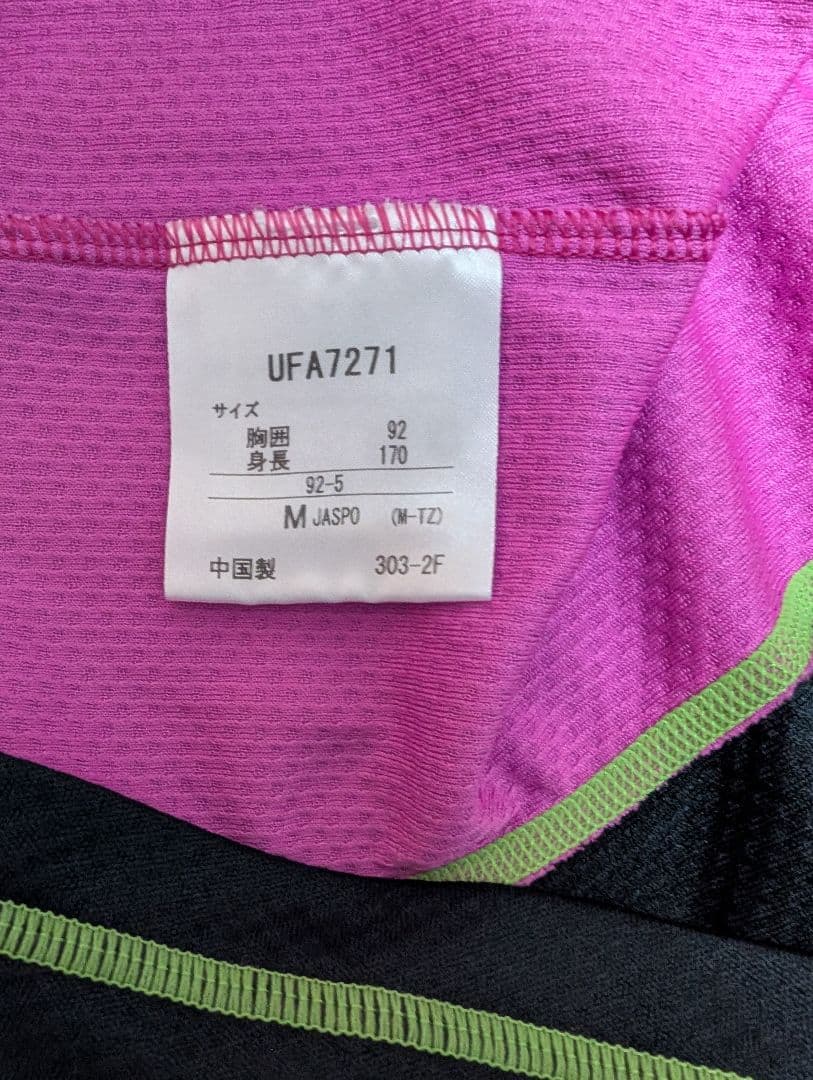 UFA7271
サイズ
胸囲 92
身長 170
92-5
M JASPO (M-TZ)
中国製 303-2F